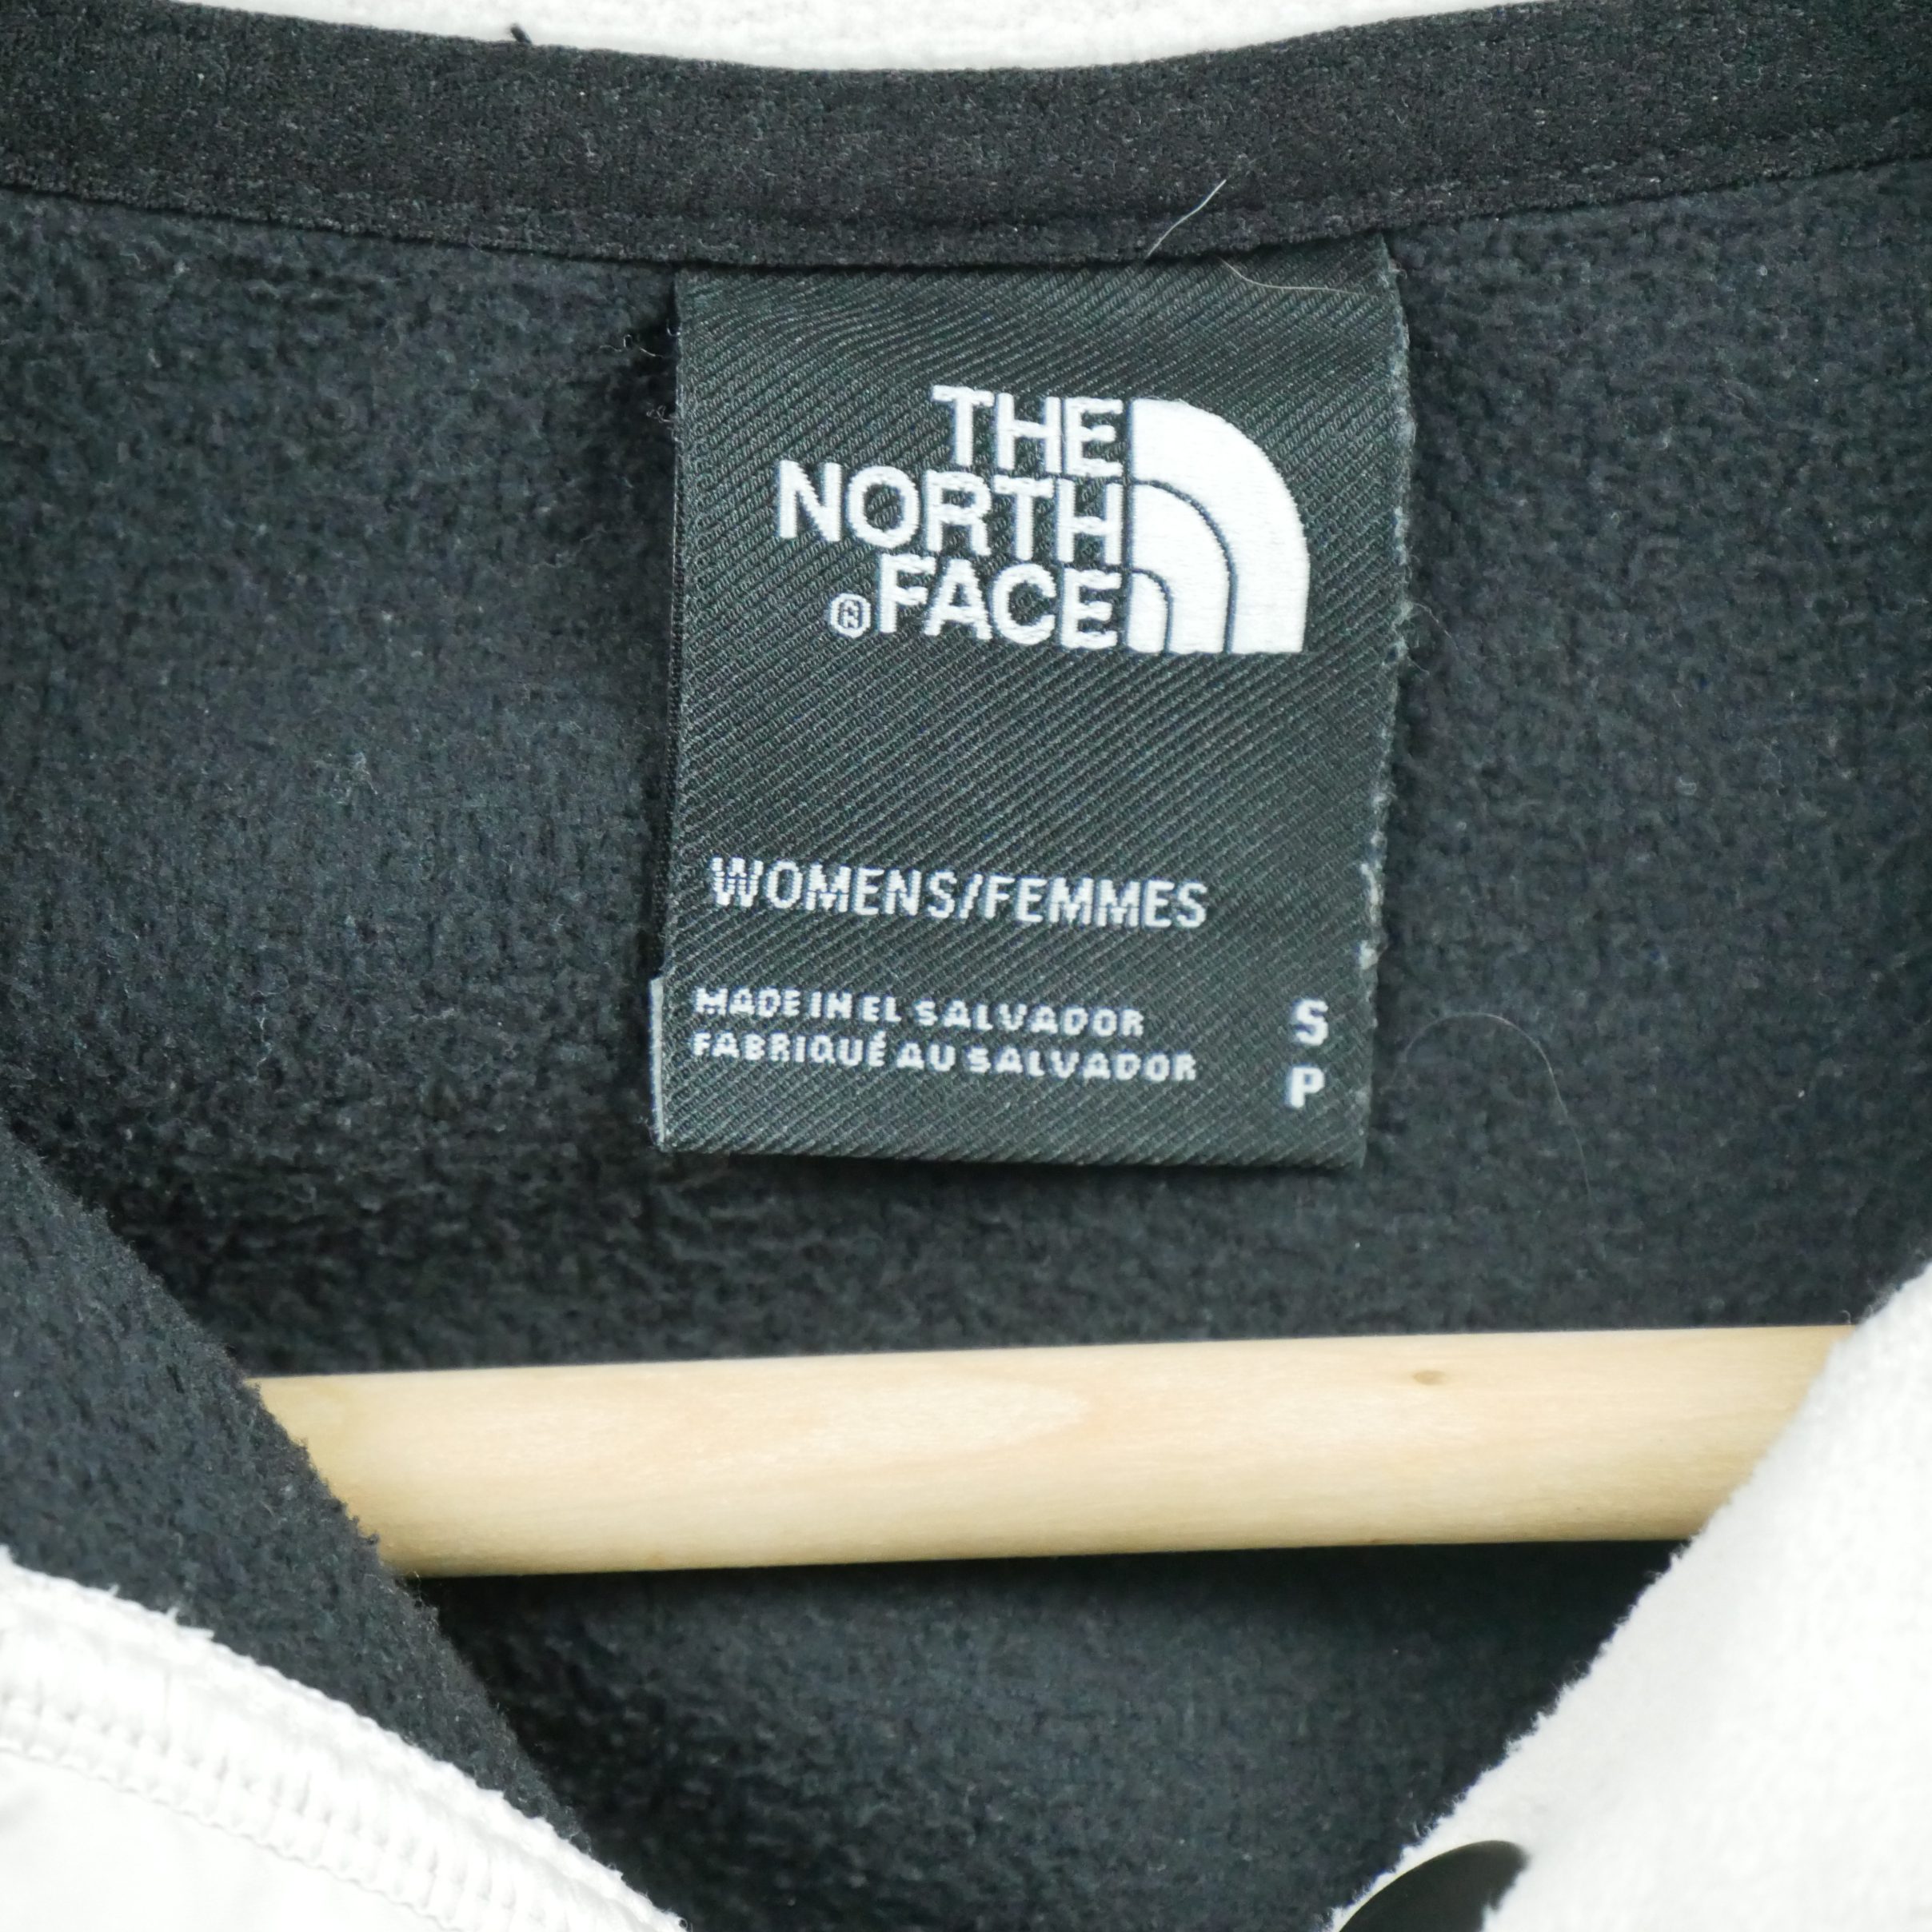 THE
NORTH
®FACE
WOMENS/FEMMES
MADE IN EL SALVADOR S
FABRIQUÉ AU SALVADOR P